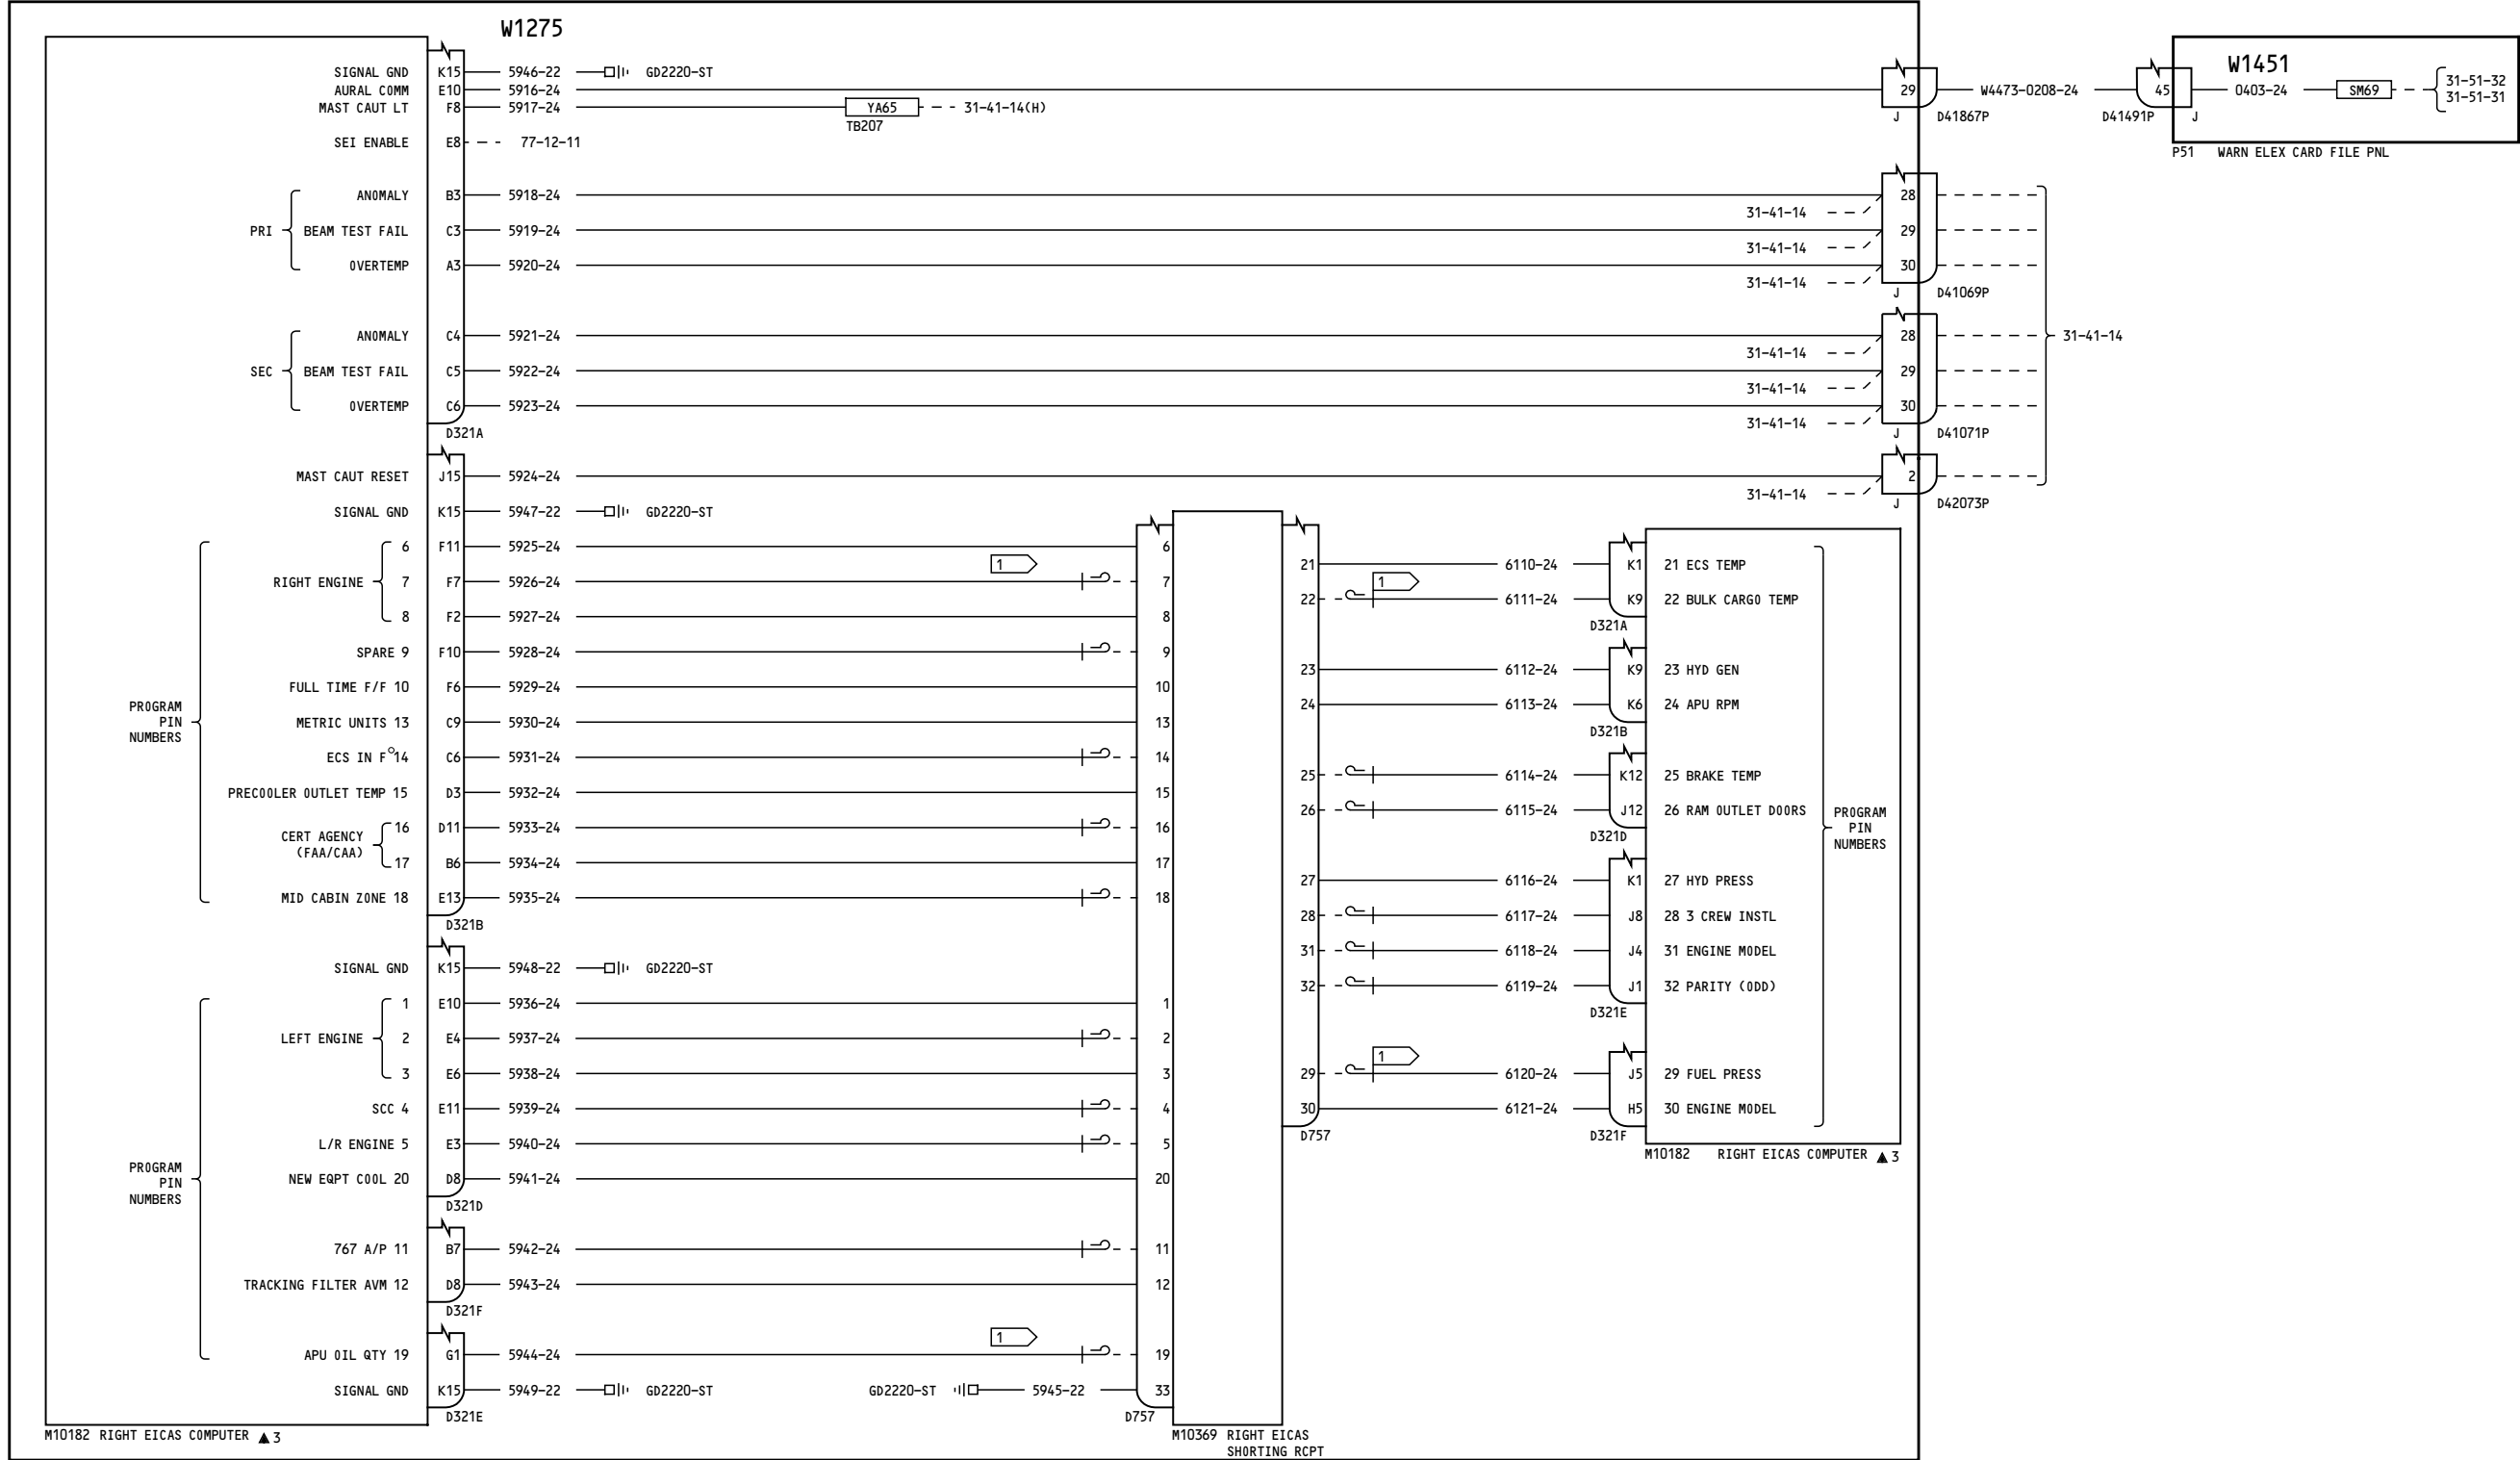 W1275
SIGNAL GND K15 5946-22 GD2220-ST
AURAL COMM E10 5916-24 29 W4473-0208-24 45
MAST CAUT LT F8 5917-24 YA65 31-41-14(H)
TB207
J D41867P D41491P J
W1451
0403-24 SM69 31-51-32
31-51-31
P51 WARN ELEX CARD FILE PNL
SEI ENABLE E8 77-12-11
PRI
ANOMALY B3 5918-24 28
31-41-14
BEAM TEST FAIL C3 5919-24 29
31-41-14
OVERTEMP A3 5920-24 30
31-41-14
J D41069P
SEC
ANOMALY C4 5921-24 28
31-41-14
31-41-14
BEAM TEST FAIL C5 5922-24 29
31-41-14
OVERTEMP C6 5923-24 30
31-41-14
D321A
J D41071P
MAST CAUT RESET J15 5924-24 2
31-41-14
J D42073P
SIGNAL GND K15 5947-22 GD2220-ST
PROGRAM
PIN
NUMBERS
RIGHT ENGINE
6 F11 5925-24 6
1
7 F7 5926-24 7
8 F2 5927-24 8
SPARE 9 F10 5928-24 9
FULL TIME F/F 10 F6 5929-24 10
METRIC UNITS 13 C9 5930-24 13
ECS IN F°14 C6 5931-24 14
PRECOOLER OUTLET TEMP 15 D3 5932-24 15
CERT AGENCY
(FAA/CAA)
16 D11 5933-24 16
17 B6 5934-24 17
MID CABIN ZONE 18 E13 5935-24 18
D321B
SIGNAL GND K15 5948-22 GD2220-ST
PROGRAM
PIN
NUMBERS
LEFT ENGINE
1 E10 5936-24 1
2 E4 5937-24 2
3 E6 5938-24 3
SCC 4 E11 5939-24 4
L/R ENGINE 5 E3 5940-24 5
NEW EQPT COOL 20 D8 5941-24 20
D321D
767 A/P 11 B7 5942-24 11
TRACKING FILTER AVM 12 D8 5943-24 12
D321F
1
APU OIL QTY 19 G1 5944-24 19
SIGNAL GND K15 5949-22 GD2220-ST GD2220-ST 5945-22 33
D321E
D757
M10182 RIGHT EICAS COMPUTER ▲3
M10369 RIGHT EICAS
SHORTING RCPT
21 6110-24 K1 21 ECS TEMP
1
22 6111-24 K9 22 BULK CARGO TEMP
D321A
23 6112-24 K9 23 HYD GEN
24 6113-24 K6 24 APU RPM
D321B
25 6114-24 K12 25 BRAKE TEMP
26 6115-24 J12 26 RAM OUTLET DOORS
D321D
27 6116-24 K1 27 HYD PRESS
28 6117-24 J8 28 3 CREW INSTL
31 6118-24 J4 31 ENGINE MODEL
32 6119-24 J1 32 PARITY (ODD)
D321E
1
29 6120-24 J5 29 FUEL PRESS
30 6121-24 H5 30 ENGINE MODEL
D757
D321F
PROGRAM
PIN
NUMBERS
M10182 RIGHT EICAS COMPUTER ▲3